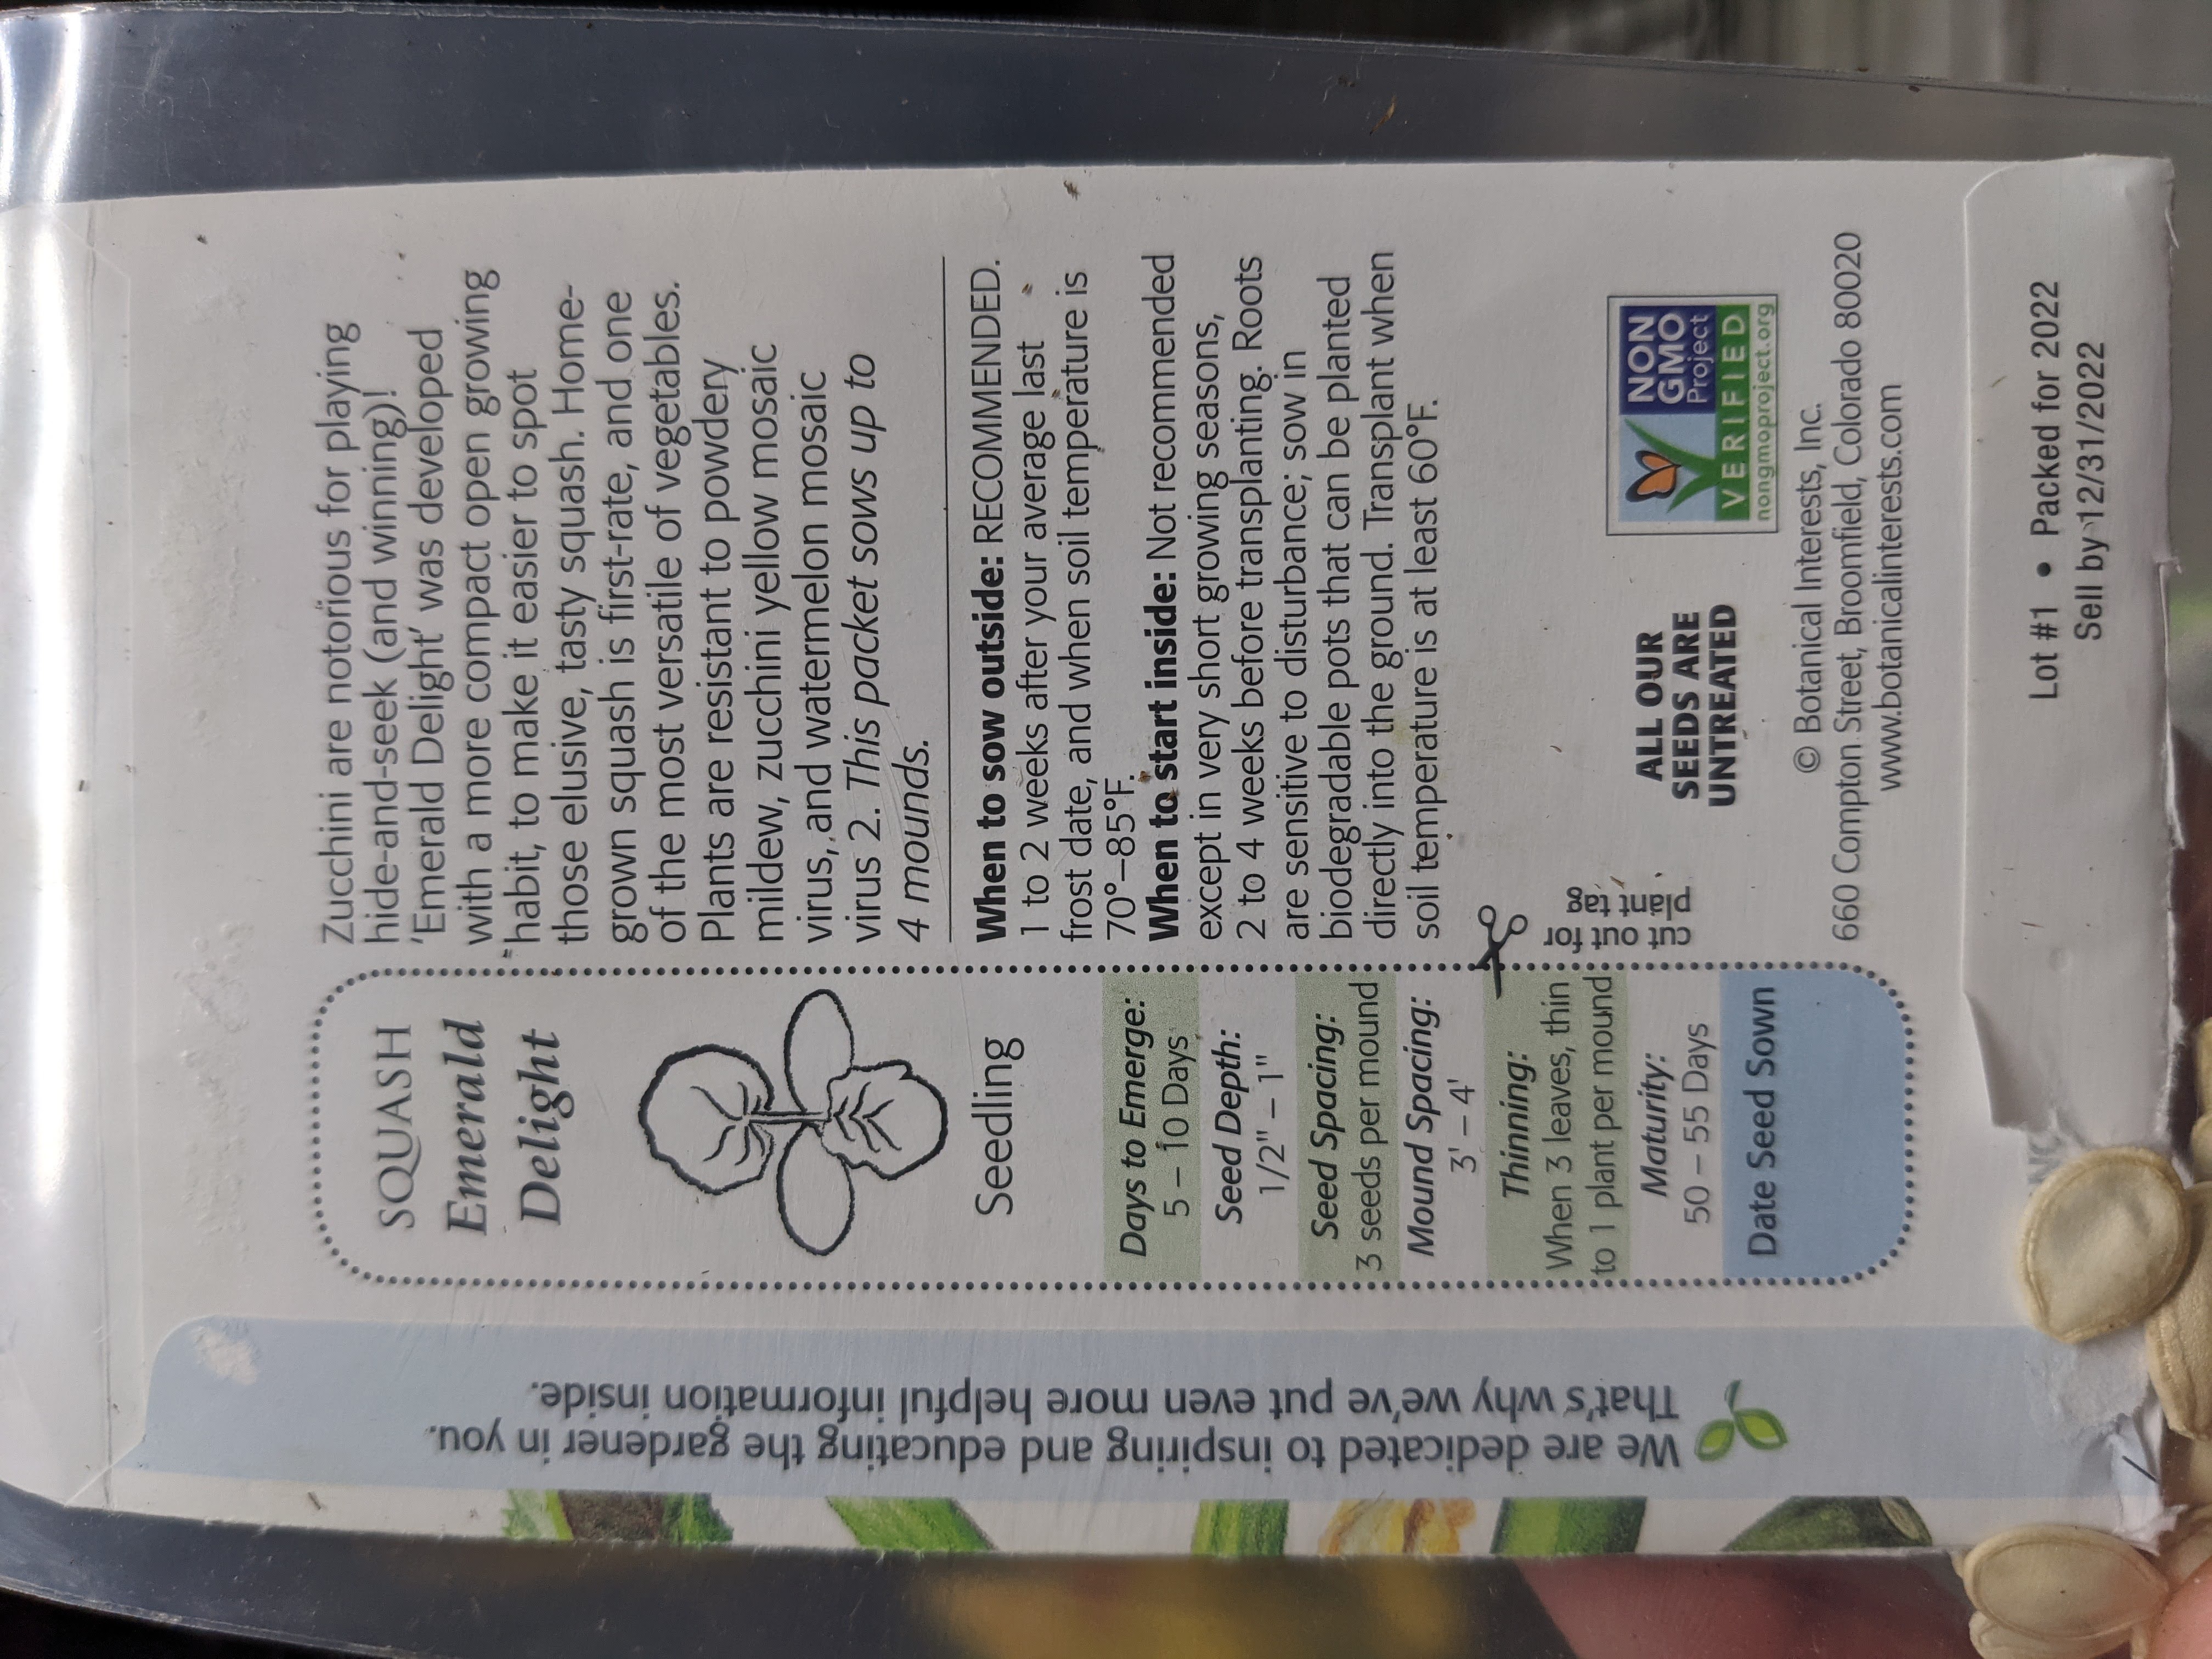 Zucchini are notorious for playing
hide-and-seek (and winning)!
'Emerald Delight' was developed
with a more compact open growing
habit, to make it easier to spot
those elusive, tasty squash. Home-
grown squash is first-rate, and one
of the most versatile of vegetables.
Plants are resistant to powdery
mildew, zucchini yellow mosaic
virus, and watermelon mosaic
virus 2. This packet sows up to
4 mounds.
When to sow outside: RECOMMENDED.
1 to 2 weeks after your average last
frost date, and when soil temperature is
70°–85°F.
When to start inside: Not recommended
except in very short growing seasons,
2 to 4 weeks before transplanting. Roots
are sensitive to disturbance; sow in
biodegradable pots that can be planted
directly into the ground. Transplant when
soil temperature is at least 60°F.
SQUASH
Emerald
Delight
Seedling
Days to Emerge:
5 – 10 Days
Seed Depth:
1/2" – 1"
Seed Spacing:
3 seeds per mound
Mound Spacing:
3' – 4'
Thinning:
When 3 leaves, thin
to 1 plant per mound
Maturity:
50 – 55 Days
Date Seed Sown
cut out for
plant tag
ALL OUR
SEEDS ARE
UNTREATED
NON
GMO
Project
VERIFIED
nongmoproject.org
© Botanical Interests, Inc.
660 Compton Street, Broomfield, Colorado 80020
www.botanicalinterests.com
Lot #1 • Packed for 2022
Sell by 12/31/2022
We are dedicated to inspiring and educating the gardener in you.
That's why we've put even more helpful information inside.